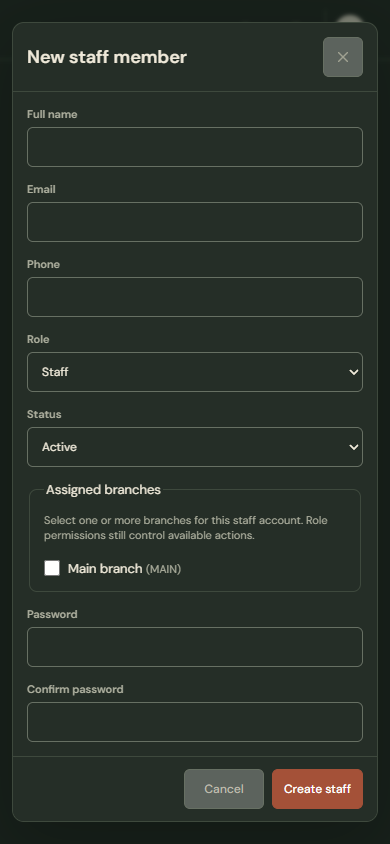 New staff member
Full name
Email
Phone
Role
Staff
Status
Active
Assigned branches
Select one or more branches for this staff account. Role
permissions still control available actions.
Main branch (MAIN)
Password
Confirm password
Cancel
Create staff